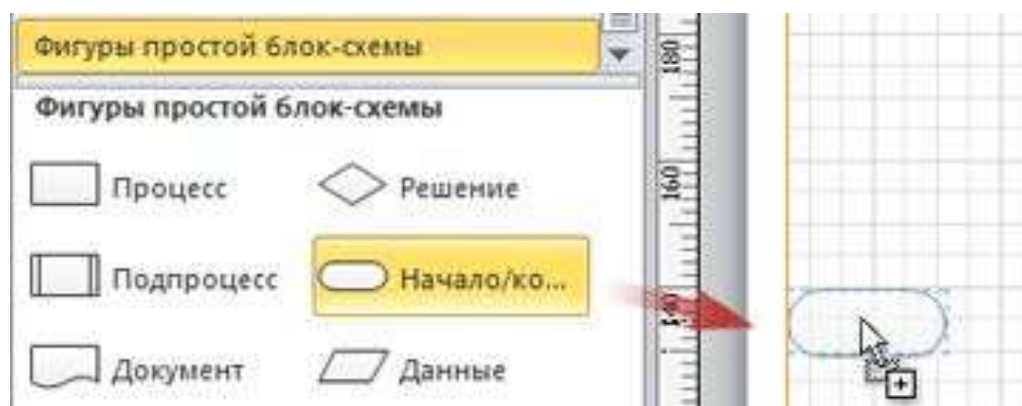 Фигуры простой блок-схемы
Фигуры простой блок-схемы
Процесс
Решение
Подпроцесс
Начало/ко...
Документ
Данные
180
160
140